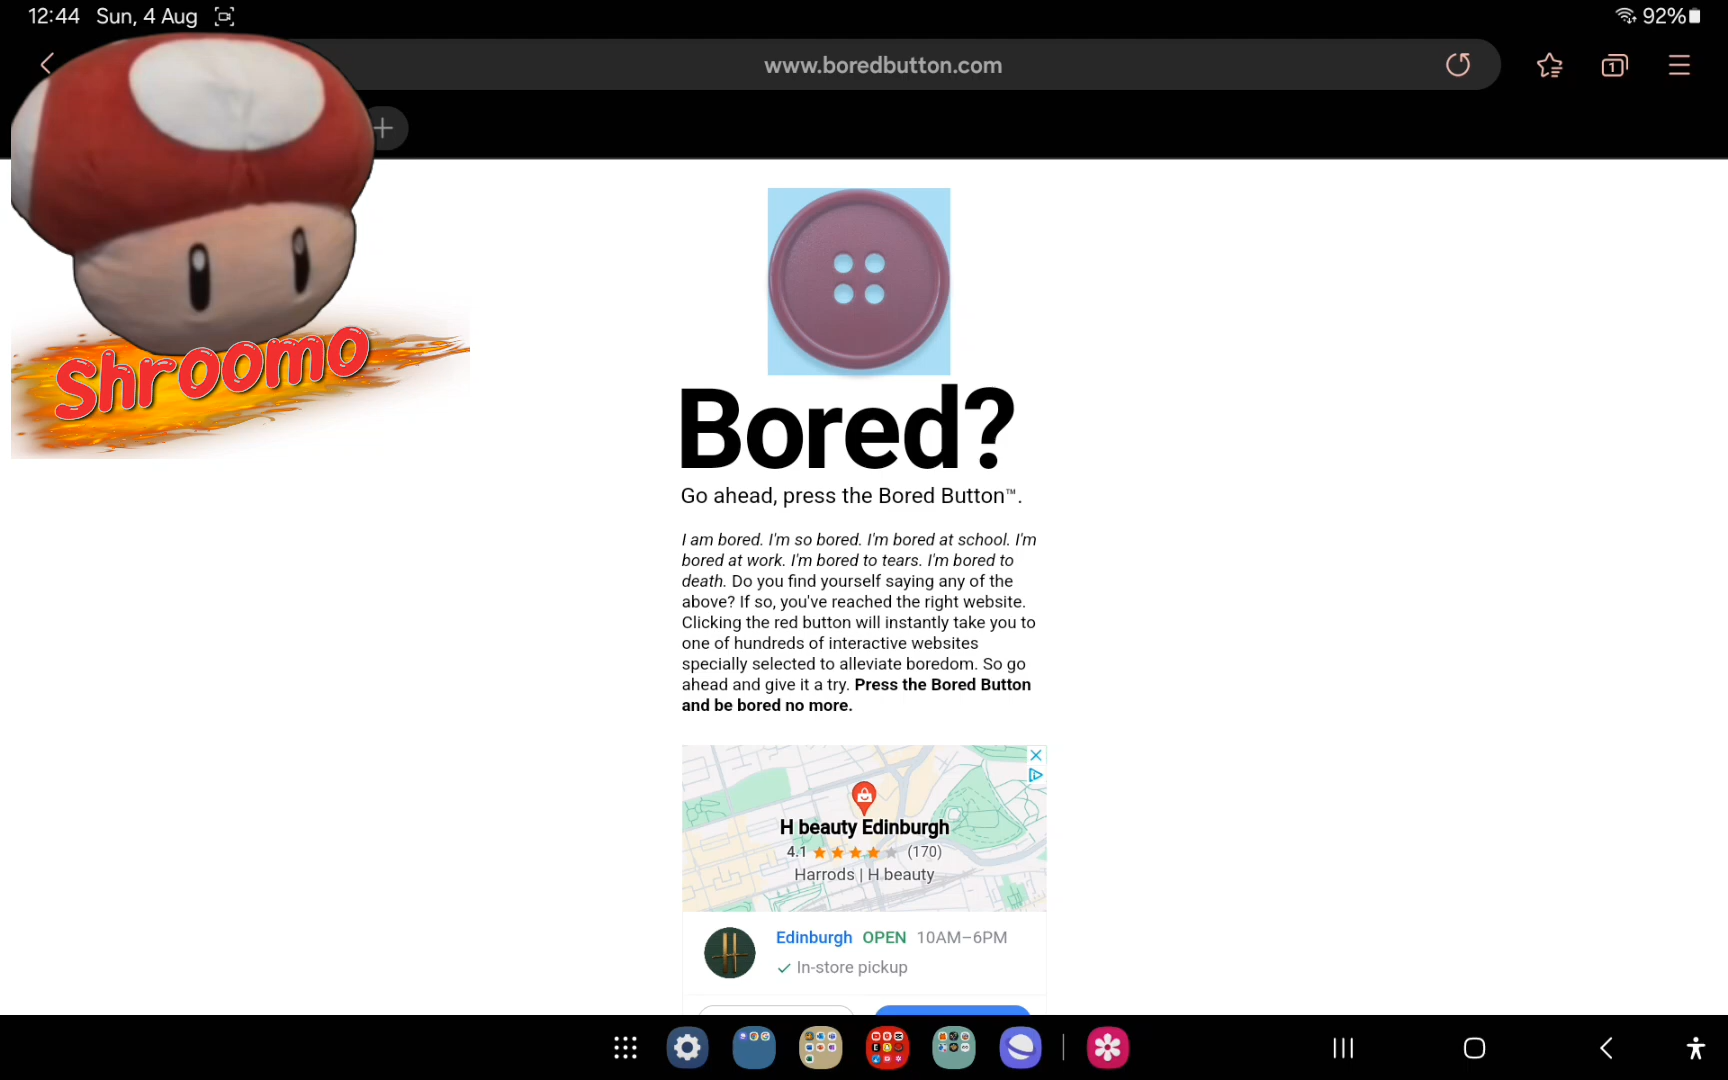 12:44 Sun, 4 Aug
92%
www.boredbutton.com
1
Shroomo
Bored?
Go ahead, press the Bored Button™.
I am bored. I'm so bored. I'm bored at school. I'm
bored at work. I'm bored to tears. I'm bored to
death. Do you find yourself saying any of the
above? If so, you've reached the right website.
Clicking the red button will instantly take you to
one of hundreds of interactive websites
specially selected to alleviate boredom. So go
ahead and give it a try. Press the Bored Button
and be bored no more.
H beauty Edinburgh
4.1 (170)
Harrods | H beauty
Edinburgh OPEN 10AM–6PM
In-store pickup